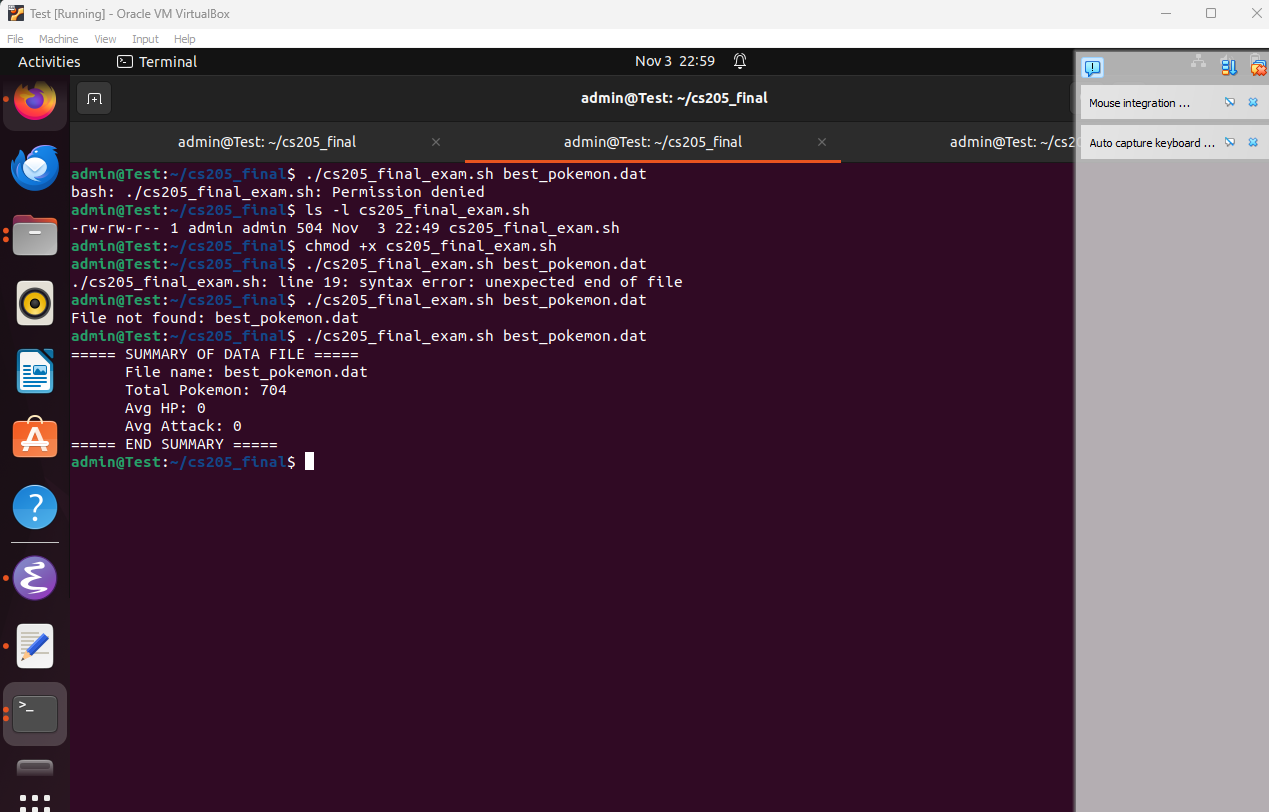 Test [Running] - Oracle VM VirtualBox
File Machine View Input Help
Activities Terminal Nov 3 22:59
admin@Test: ~/cs205_final
admin@Test: ~/cs205_final admin@Test: ~/cs205_final admin@Test: ~/cs20
Mouse integration ...
Auto capture keyboard ...
admin@Test:~/cs205_final$ ./cs205_final_exam.sh best_pokemon.dat
bash: ./cs205_final_exam.sh: Permission denied
admin@Test:~/cs205_final$ ls -l cs205_final_exam.sh
-rw-rw-r-- 1 admin admin 504 Nov  3 22:49 cs205_final_exam.sh
admin@Test:~/cs205_final$ chmod +x cs205_final_exam.sh
admin@Test:~/cs205_final$ ./cs205_final_exam.sh best_pokemon.dat
./cs205_final_exam.sh: line 19: syntax error: unexpected end of file
admin@Test:~/cs205_final$ ./cs205_final_exam.sh best_pokemon.dat
File not found: best_pokemon.dat
admin@Test:~/cs205_final$ ./cs205_final_exam.sh best_pokemon.dat
===== SUMMARY OF DATA FILE =====
      File name: best_pokemon.dat
      Total Pokemon: 704
      Avg HP: 0
      Avg Attack: 0
===== END SUMMARY =====
admin@Test:~/cs205_final$